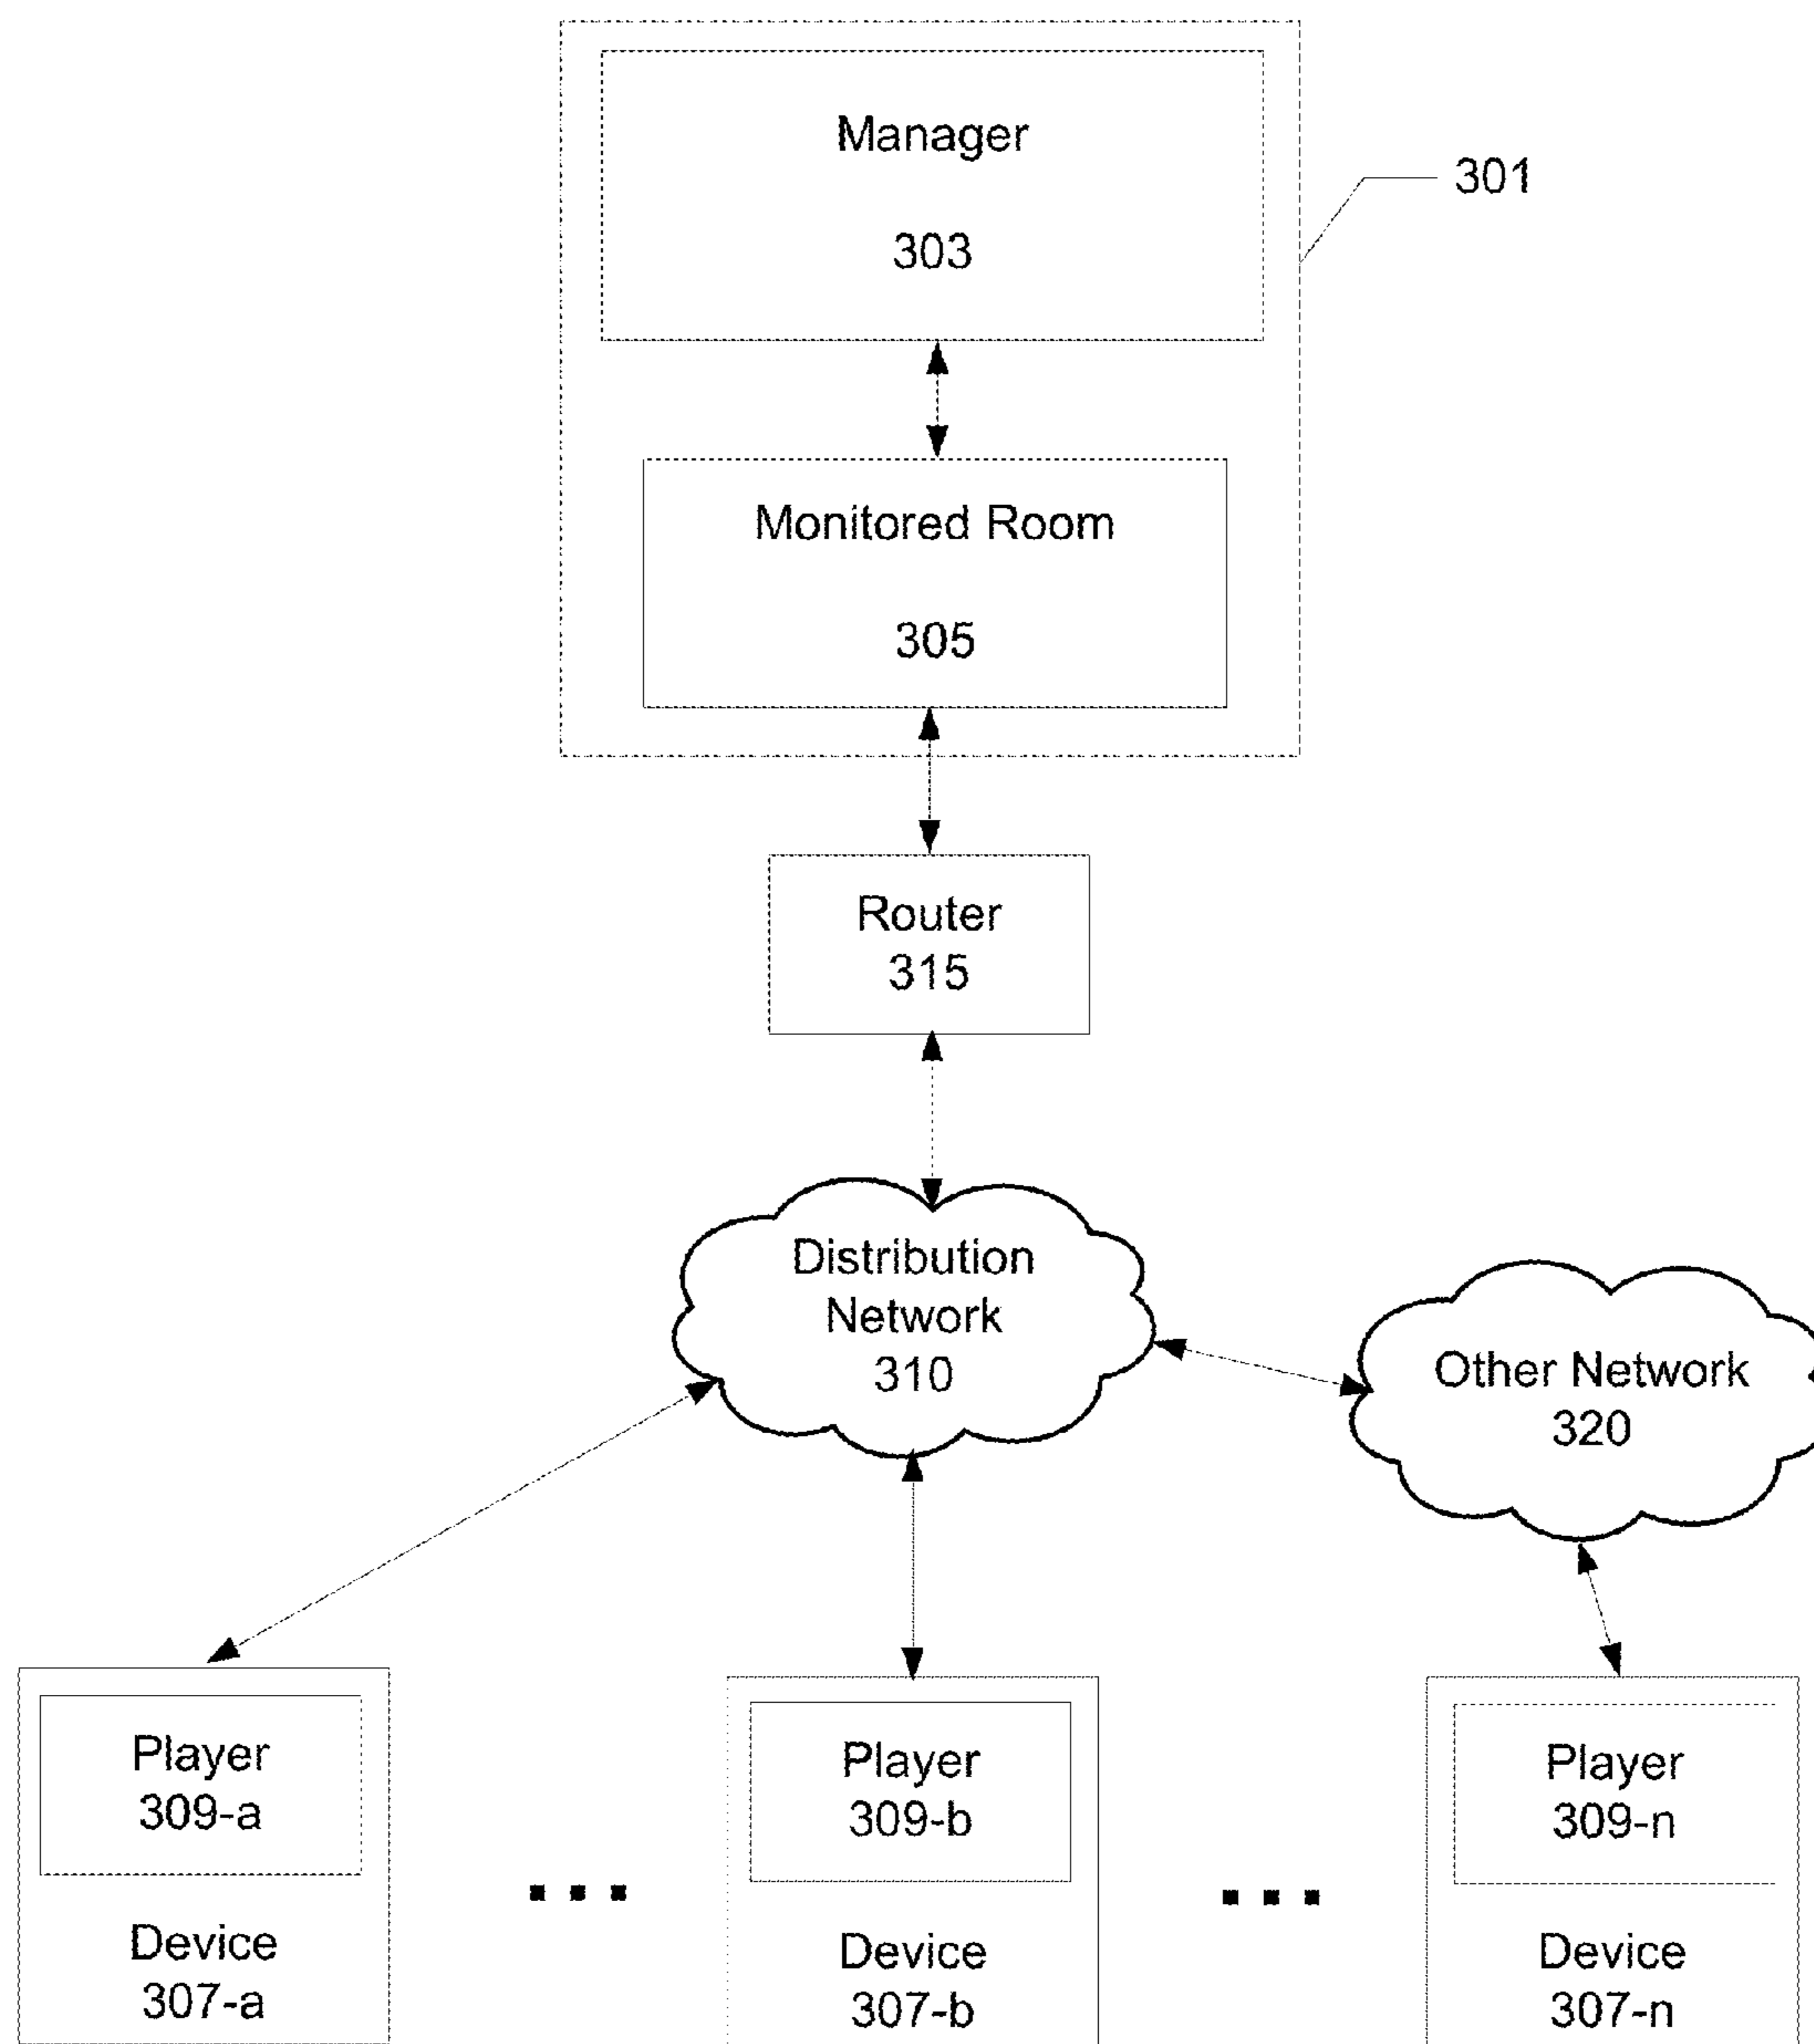 Manager
303
301
Monitored Room
305
Router
315
Distribution
Network
310
Other Network
320
Player
309-a
Device
307-a
Player
309-b
Device
307-b
Player
309-n
Device
307-n